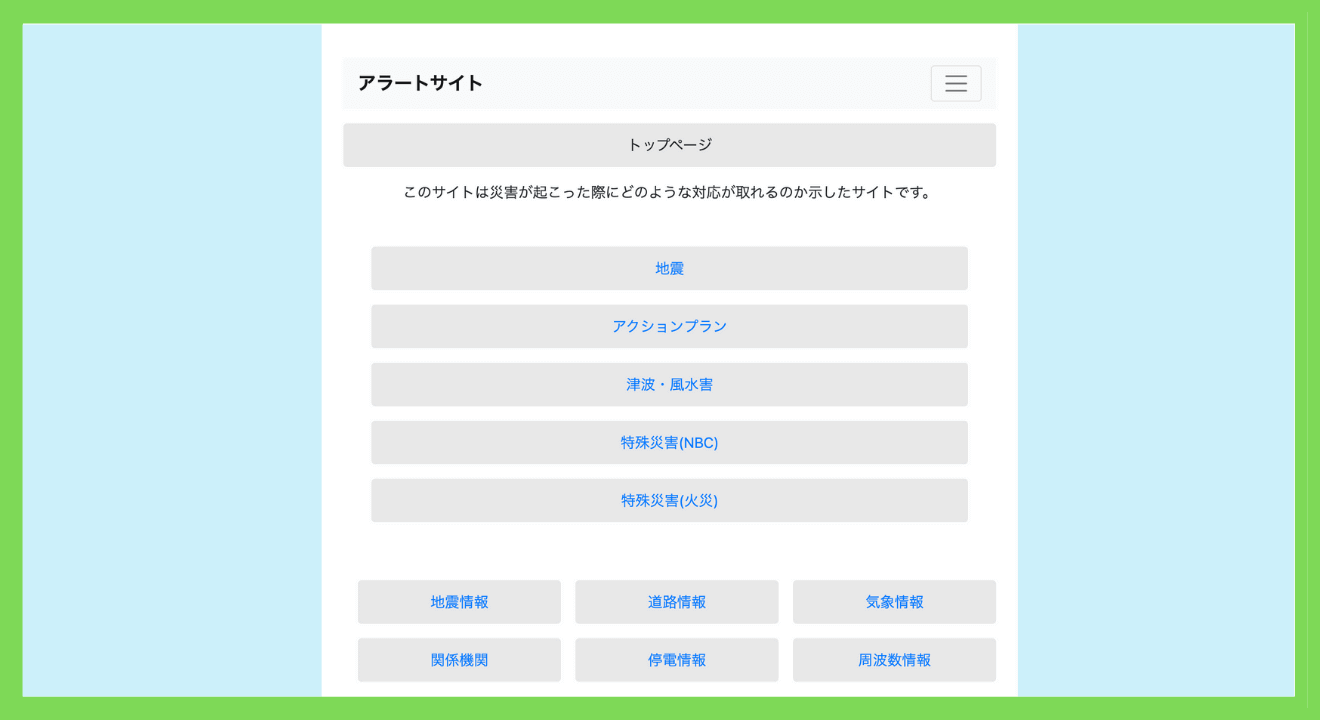 アラートサイト
トップページ
このサイトは災害が起こった際にどのような対応が取れるのか示したサイトです。
地震
アクションプラン
津波・風水害
特殊災害(NBC)
特殊災害(火災)
地震情報 道路情報 気象情報
関係機関 停電情報 周波数情報